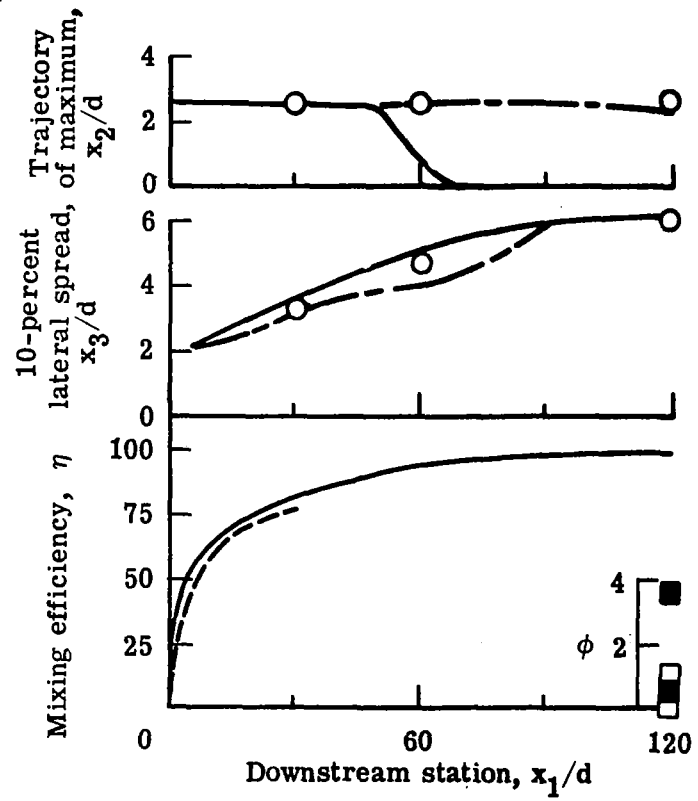 Trajectory
of maximum,
x2/d
4
2
0
10-percent
lateral spread,
x3/d
6
4
2
0
Mixing efficiency, η
100
75
50
25
0
60
120
4
ϕ 2
Downstream station, x1/d